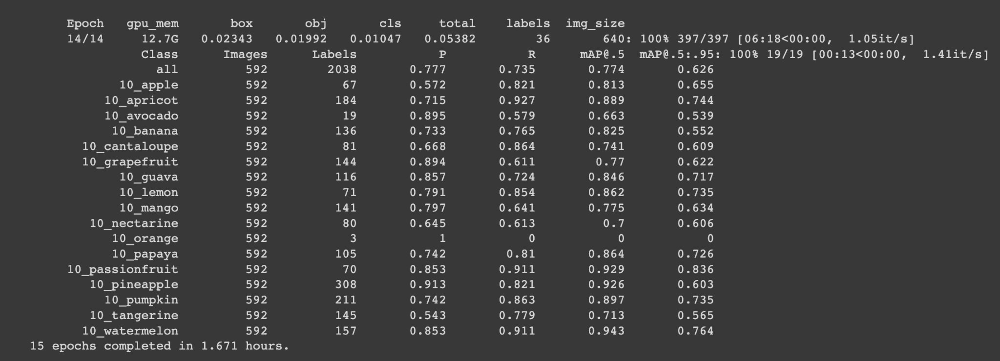 Epoch gpu_mem box obj cls total labels img_size
14/14 12.7G 0.02343 0.01992 0.01047 0.05382 36 640: 100% 397/397 [06:18<00:00, 1.05it/s]
Class Images Labels P R mAP@.5 mAP@.5:.95: 100% 19/19 [00:13<00:00, 1.41it/s]
all 592 2038 0.777 0.735 0.774 0.626
10_apple 592 67 0.572 0.821 0.813 0.655
10_apricot 592 184 0.715 0.927 0.889 0.744
10_avocado 592 19 0.895 0.579 0.663 0.539
10_banana 592 136 0.733 0.765 0.825 0.552
10_cantaloupe 592 81 0.668 0.864 0.741 0.609
10_grapefruit 592 144 0.894 0.611 0.77 0.622
10_guava 592 116 0.857 0.724 0.846 0.717
10_lemon 592 71 0.791 0.854 0.862 0.735
10_mango 592 141 0.797 0.641 0.775 0.634
10_nectarine 592 80 0.645 0.613 0.7 0.606
10_orange 592 3 1 0 0 0
10_papaya 592 105 0.742 0.81 0.864 0.726
10_passionfruit 592 70 0.853 0.911 0.929 0.836
10_pineapple 592 308 0.913 0.821 0.926 0.603
10_pumpkin 592 211 0.742 0.863 0.897 0.735
10_tangerine 592 145 0.543 0.779 0.713 0.565
10_watermelon 592 157 0.853 0.911 0.943 0.764
15 epochs completed in 1.671 hours.